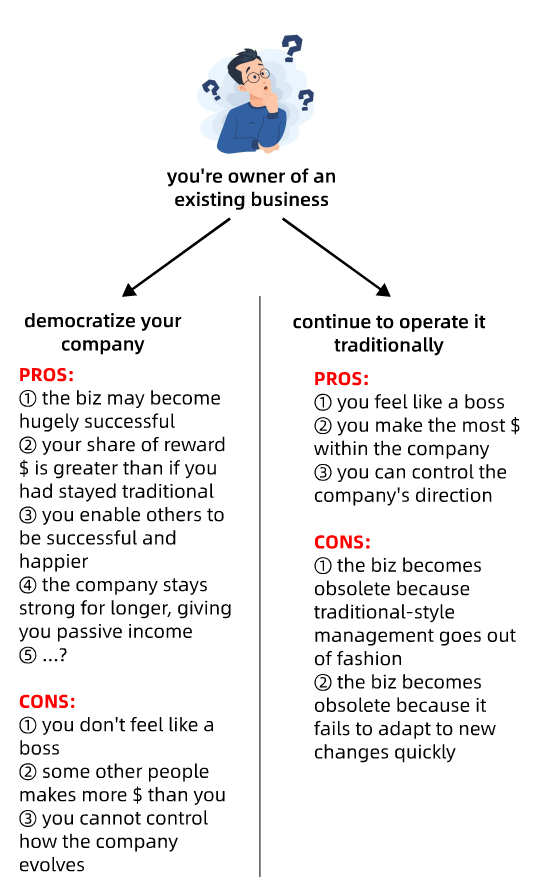 ? ? ?
you're owner of an
existing business
democratize your
company
PROS:
① the biz may become
hugely successful
② your share of reward
$ is greater than if you
had stayed traditional
③ you enable others to
be successful and
happier
④ the company stays
strong for longer, giving
you passive income
⑤ ...?
CONS:
① you don't feel like a
boss
② some other people
makes more $ than you
③ you cannot control
how the company
evolves
continue to operate it
traditionally
PROS:
① you feel like a boss
② you make the most $
within the company
③ you can control the
company's direction
CONS:
① the biz becomes
obsolete because
traditional-style
management goes out
of fashion
② the biz becomes
obsolete because it
fails to adapt to new
changes quickly